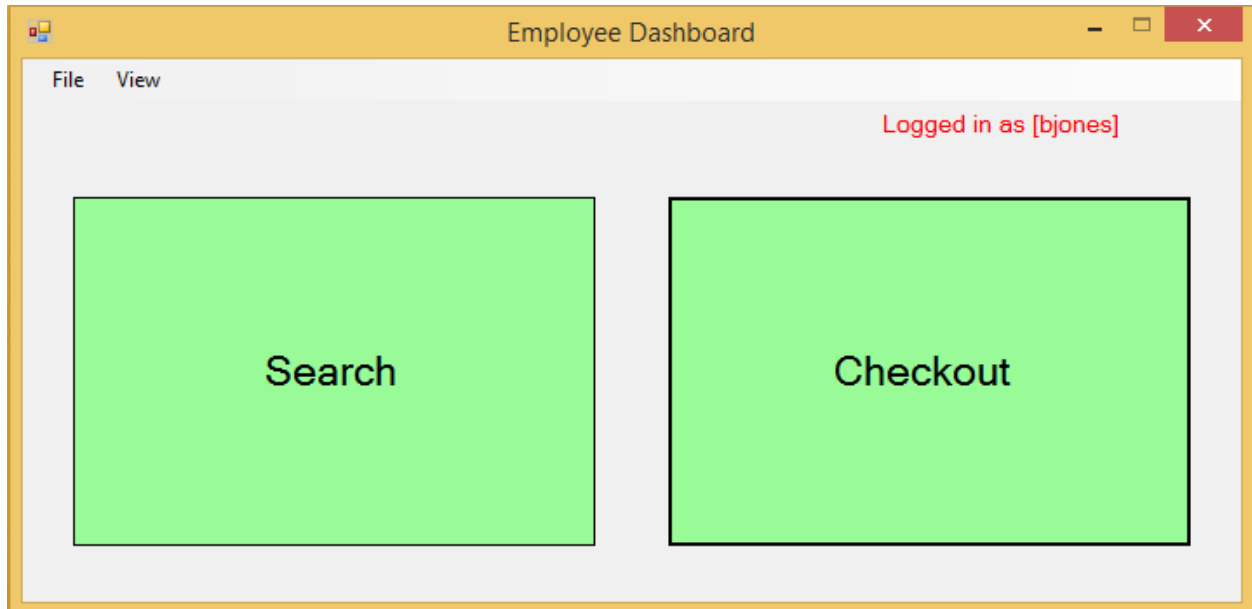 Employee Dashboard
File View
Logged in as [bjones]
Search Checkout